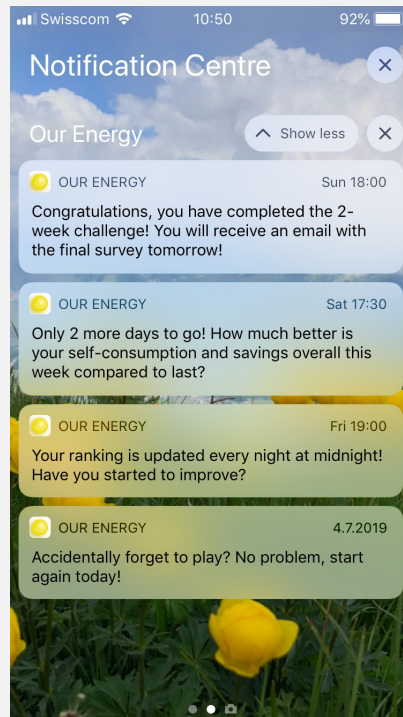 Swisscom 10:50 92%
Notification Centre
Our Energy Show less
OUR ENERGY Sun 18:00
Congratulations, you have completed the 2-
week challenge! You will receive an email with
the final survey tomorrow!
OUR ENERGY Sat 17:30
Only 2 more days to go! How much better is
your self-consumption and savings overall this
week compared to last?
OUR ENERGY Fri 19:00
Your ranking is updated every night at midnight!
Have you started to improve?
OUR ENERGY 4.7.2019
Accidentally forget to play? No problem, start
again today!